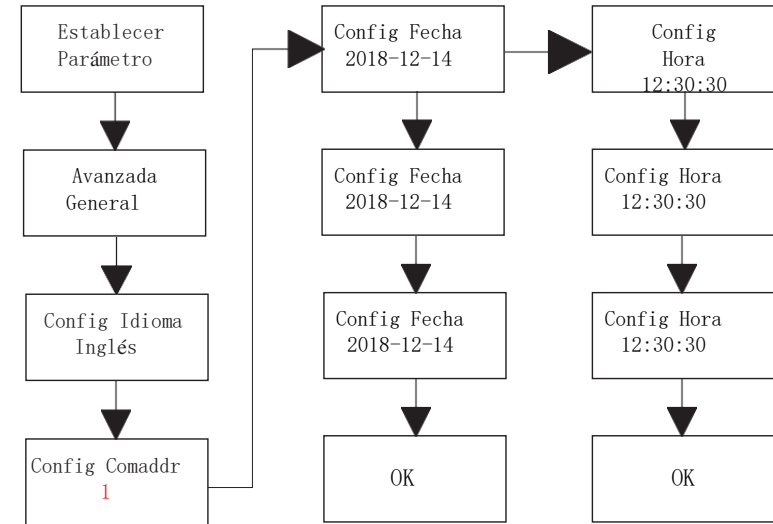 Establecer
Parámetro
Avanzada
General
Config Idioma
Inglés
Config Comaddr
1
Config Fecha
2018-12-14
Config Fecha
2018-12-14
Config Fecha
2018-12-14
OK
Config
Hora
12:30:30
Config Hora
12:30:30
Config Hora
12:30:30
OK